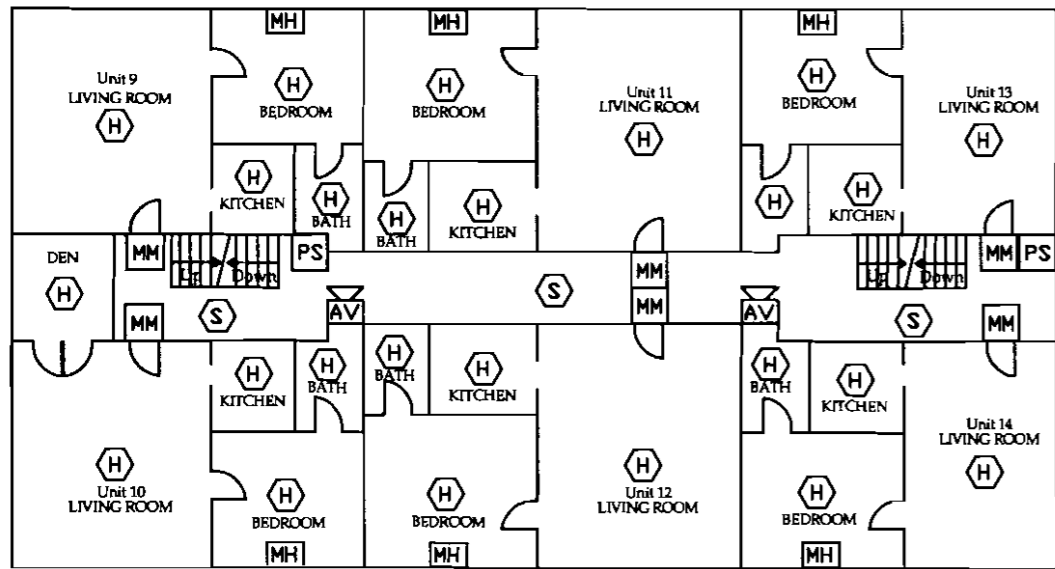 MH
MH
Unit 9
LIVING ROOM
H
H
BEDROOM
H
BEDROOM
Unit 11
LIVING ROOM
H
MH
H
BEDROOM
Unit 13
LIVING ROOM
H
H
KITCHEN
H
BATH
H
BATH
H
KITCHEN
H
H
KITCHEN
DEN
H
MM
Up
Down
PS
MM
S
AV
S
MM
MM
AV
Up
Down
MM
PS
S
MM
H
KITCHEN
H
BATH
H
BATH
H
KITCHEN
H
BATH
H
KITCHEN
H
Unit 10
LIVING ROOM
H
BEDROOM
MH
H
BEDROOM
MH
H
Unit 12
LIVING ROOM
H
BEDROOM
MH
Unit 14
LIVING ROOM
H